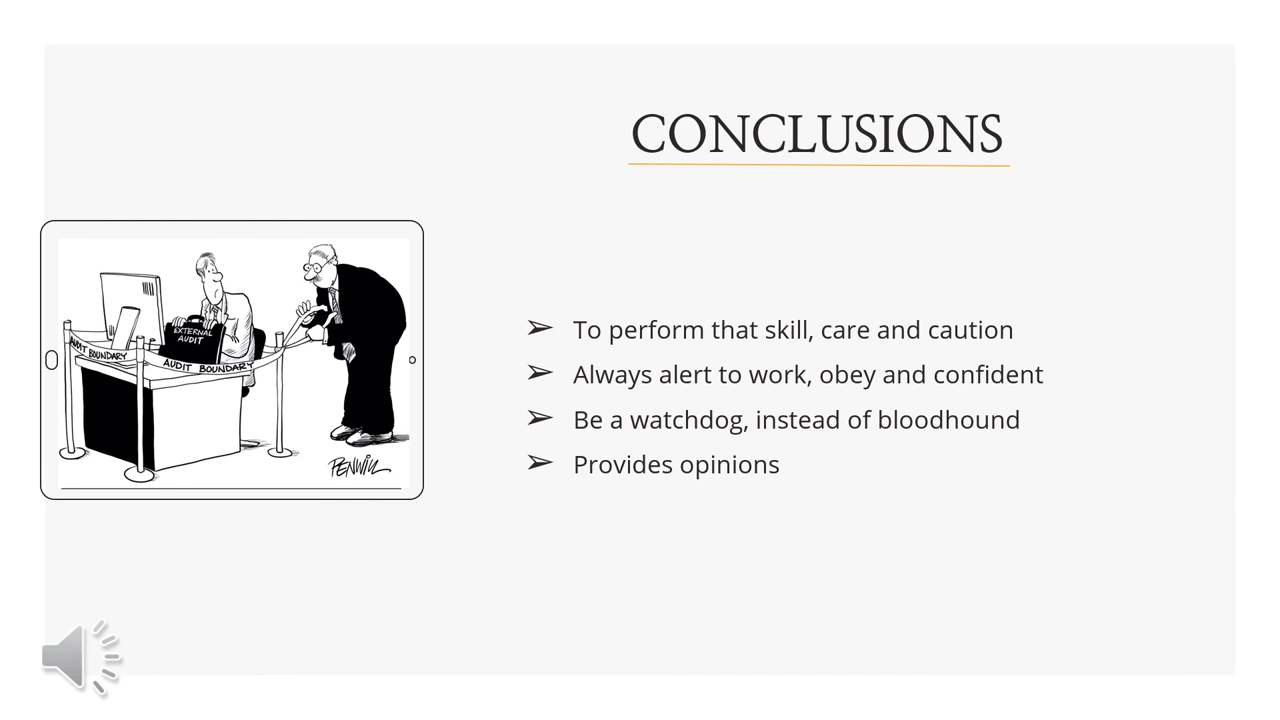 CONCLUSIONS
EXTERNAL
AUDIT
AUDIT BOUNDARY
AUDIT BOUNDARY
PENWILL
➢ To perform that skill, care and caution
➢ Always alert to work, obey and confident
➢ Be a watchdog, instead of bloodhound
➢ Provides opinions